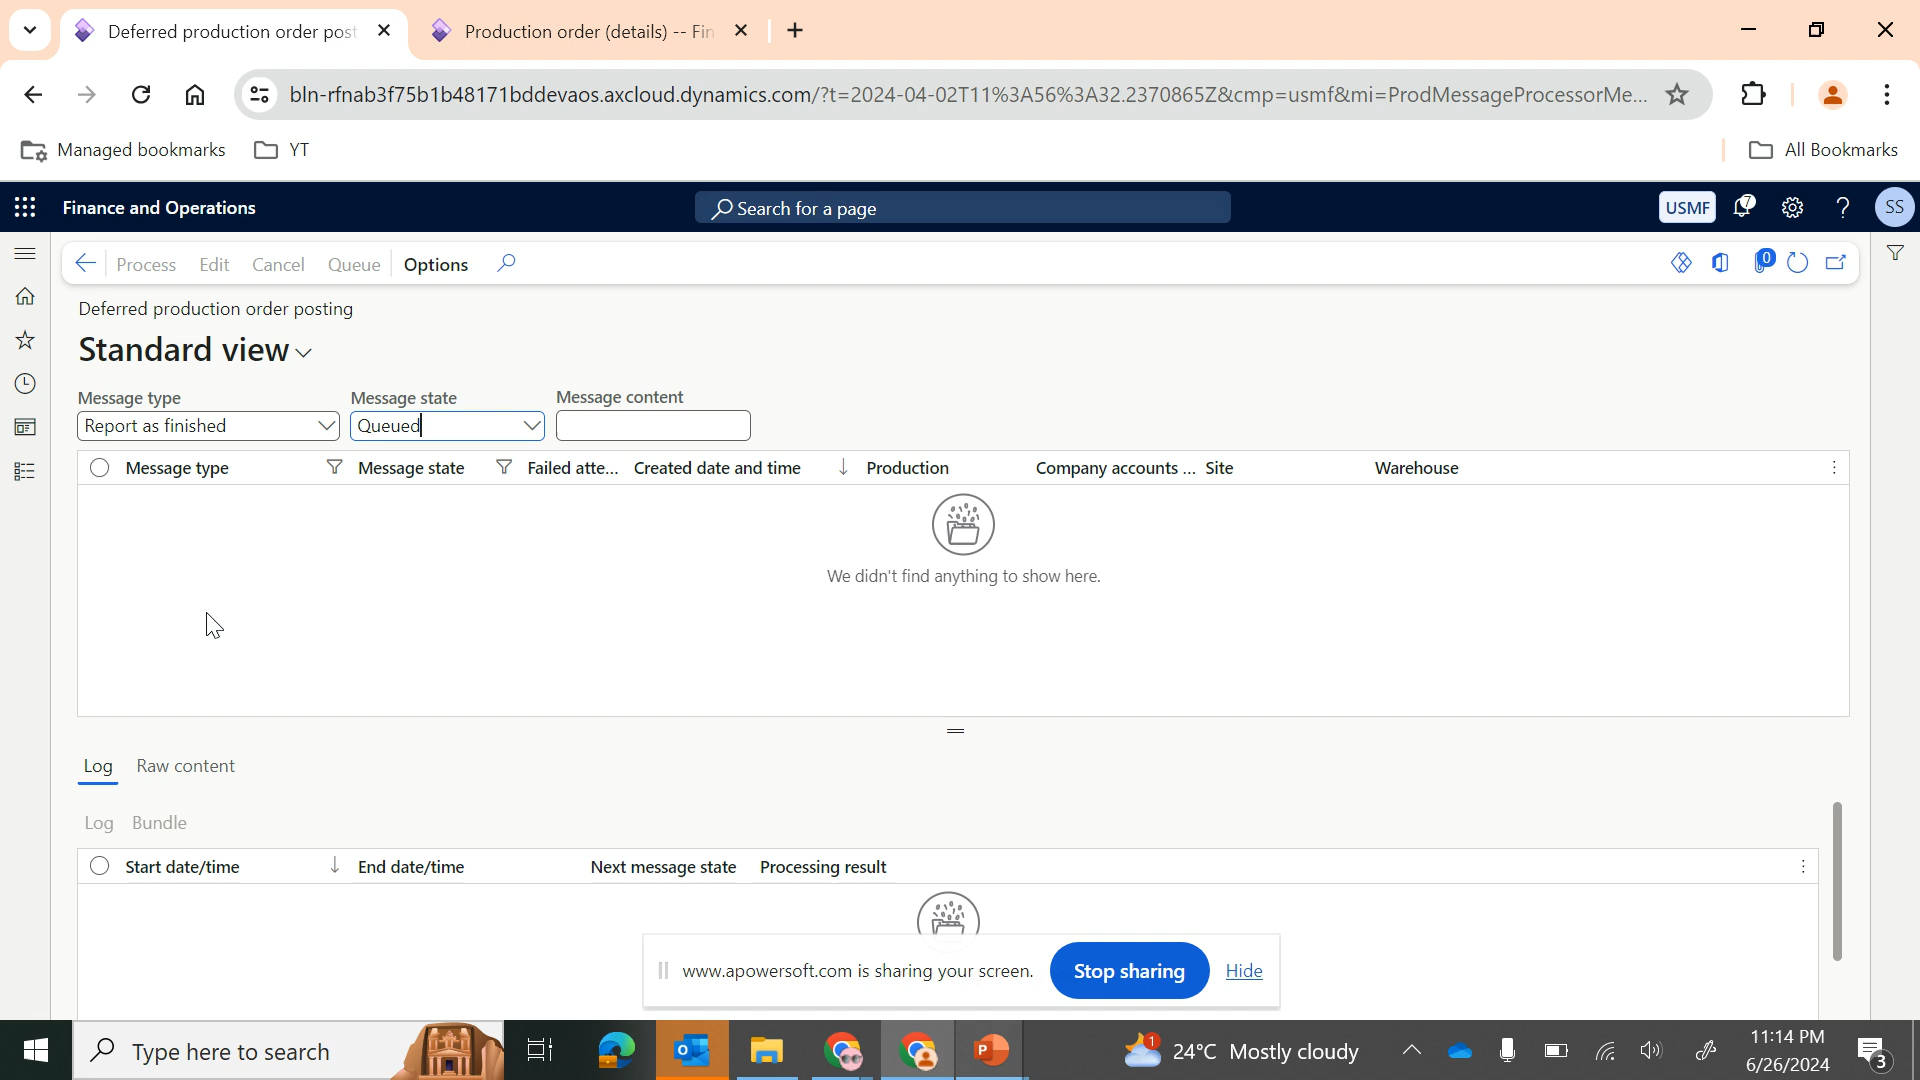 Deferred production order post
Production order (details) -- Fin
bln-rfnab3f75b1b48171bddevaos.axcloud.dynamics.com/?t=2024-04-02T11%3A56%3A32.2370865Z&cmp=usmf&mi=ProdMessageProcessorMe...
Managed bookmarks
YT
All Bookmarks
Finance and Operations
Search for a page
USMF
7
?
SS
Process
Edit
Cancel
Queue
Options
0
Deferred production order posting
Standard view
Message type
Message state
Message content
Report as finished
Queued
Message type
Message state
Failed atte...
Created date and time
Production
Company accounts ...
Site
Warehouse
We didn't find anything to show here.
Log
Raw content
Log
Bundle
Start date/time
End date/time
Next message state
Processing result
www.apowersoft.com is sharing your screen.
Stop sharing
Hide
Type here to search
1
24°C Mostly cloudy
11:14 PM
6/26/2024
3